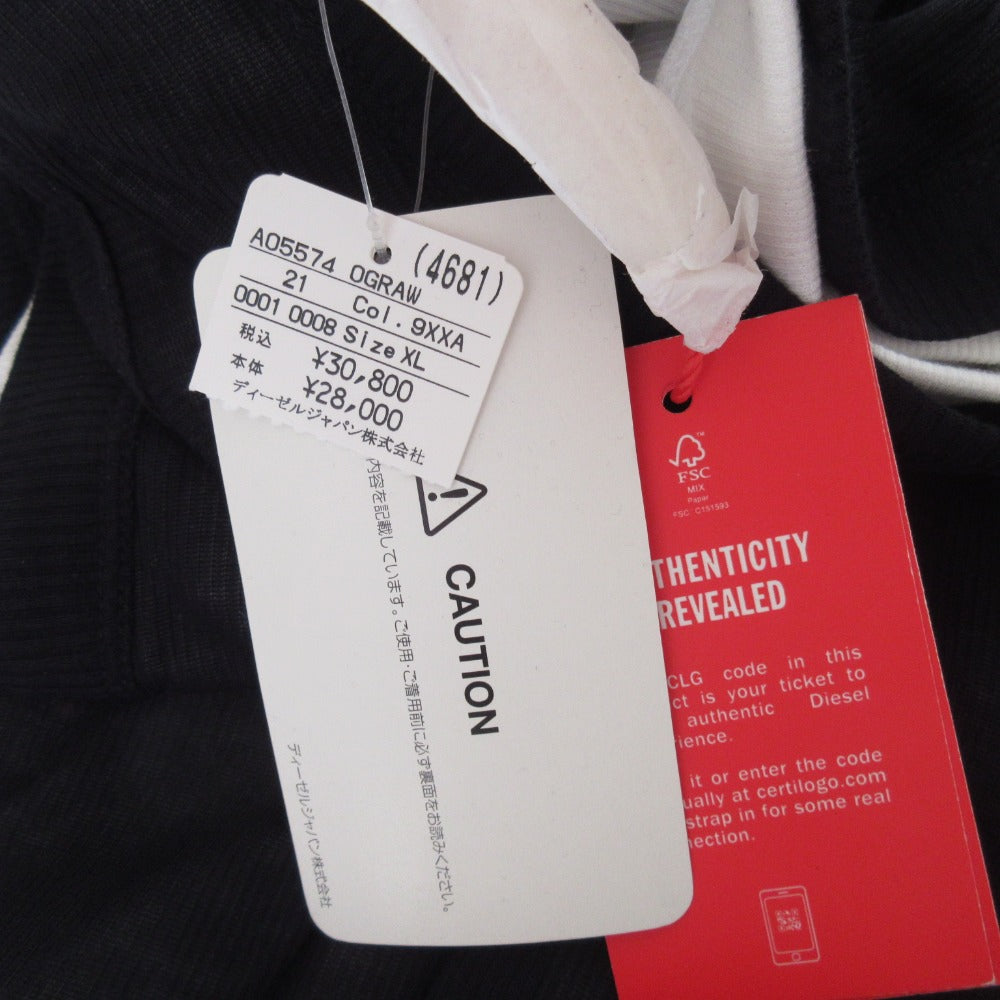 A05574 0GRAW (4681)
21 Col. 9XXA
0001 0008 Size XL
税込 ¥30,800
本体 ¥28,000
ディーゼルジャパン株式会社
CAUTION
内容を記載しています。ご使用・ご着用前に必ず裏面をお読みください。
ディーゼルジャパン株式会社
FSC
MIX
Paper
FSC C151593
THENTICITY
REVEALED
CLG code in this
ct is your ticket to
authentic Diesel
rience.
it or enter the code
ually at certilogo.com
strap in for some real
nection.